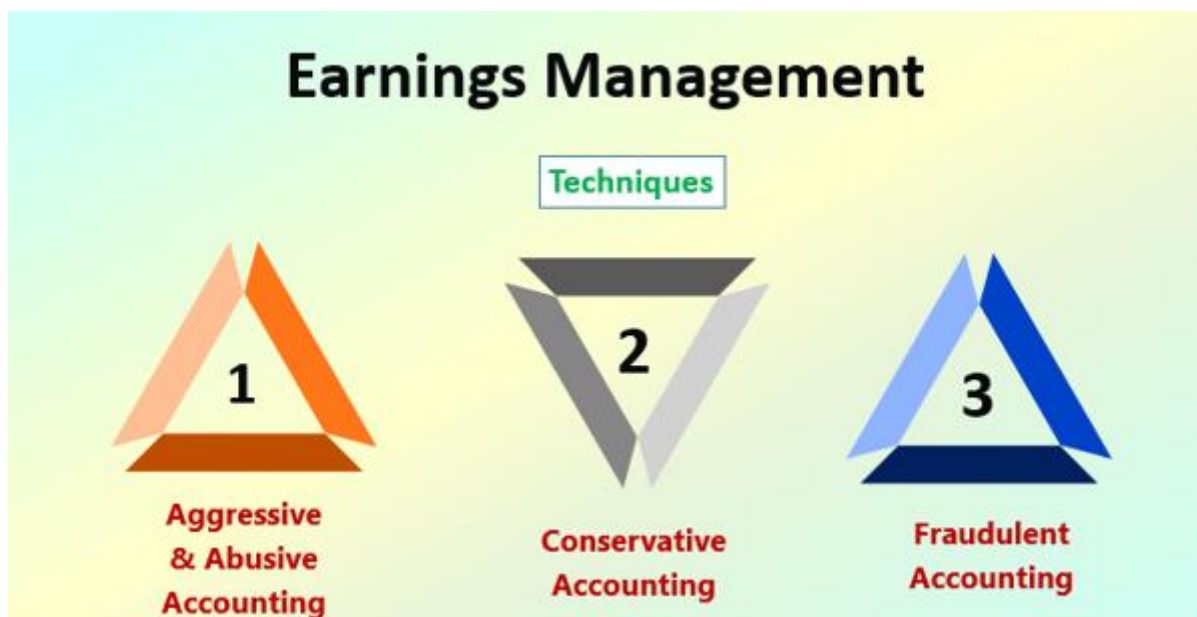 Earnings Management
Techniques
1
Aggressive
& Abusive
Accounting
2
Conservative
Accounting
3
Fraudulent
Accounting